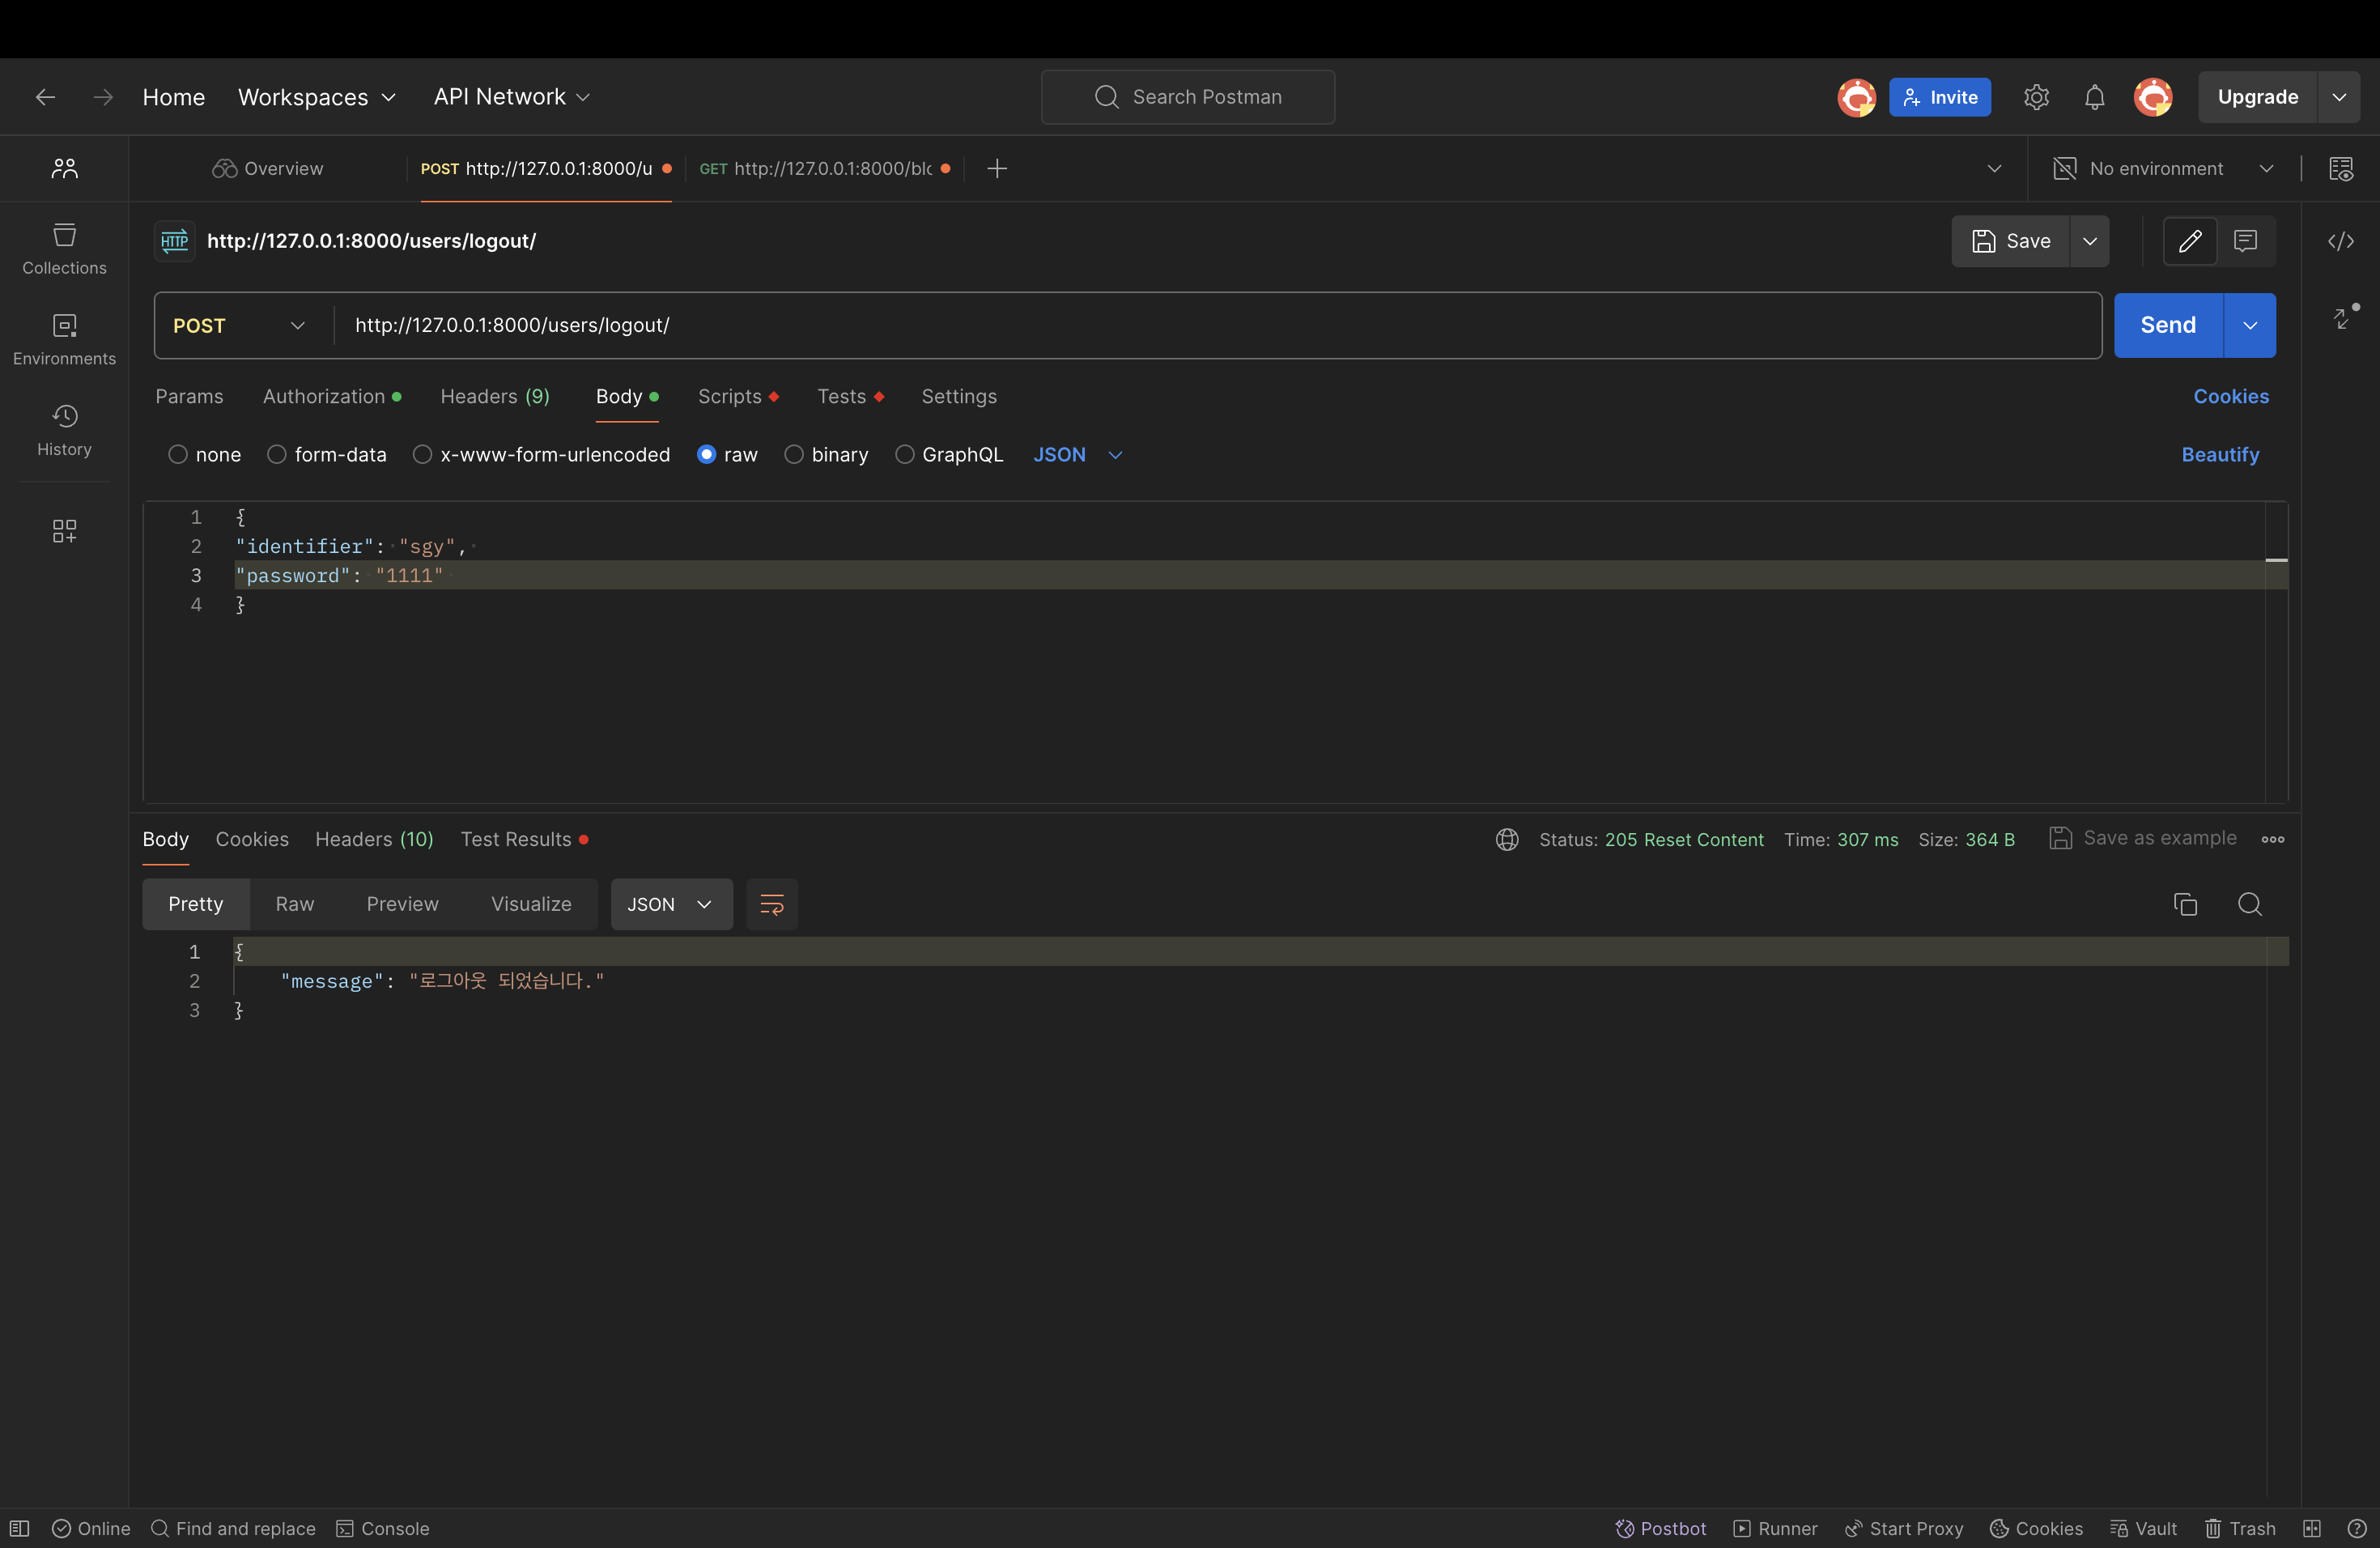 Home Workspaces API Network Search Postman Invite Upgrade
Overview POST http://127.0.0.1:8000/u GET http://127.0.0.1:8000/blo No environment
HTTP http://127.0.0.1:8000/users/logout/ Save
POST http://127.0.0.1:8000/users/logout/ Send
Params Authorization Headers (9) Body Scripts Tests Settings Cookies
none form-data x-www-form-urlencoded raw binary GraphQL JSON Beautify
Collections
Environments
History
1 {
2 "identifier": "sgy",
3 "password": "1111"
4 }
Body Cookies Headers (10) Test Results Status: 205 Reset Content Time: 307 ms Size: 364 B Save as example
Pretty Raw Preview Visualize JSON
1 {
2 "message": "로그아웃 되었습니다."
3 }
Online Find and replace Console Postbot Runner Start Proxy Cookies Vault Trash